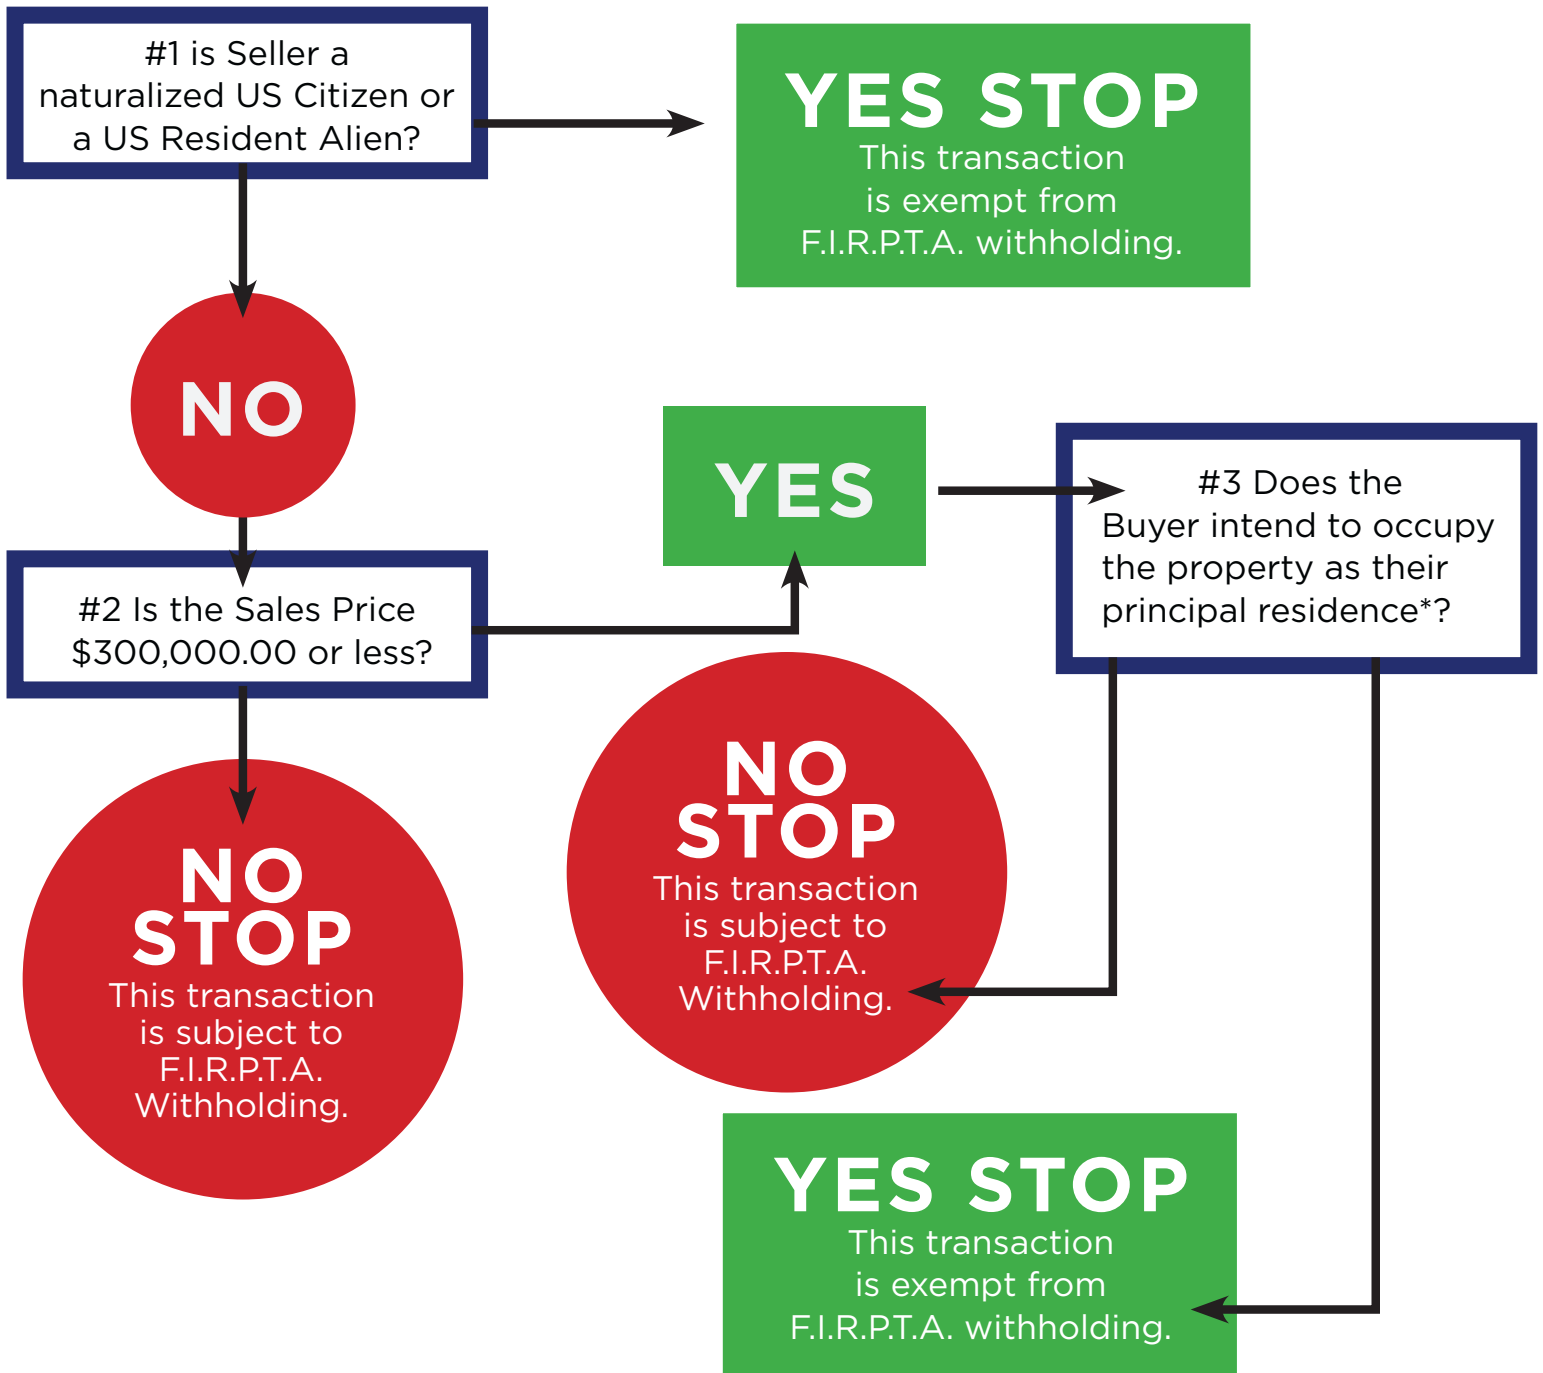 #1 is Seller a
naturalized US Citizen or
a US Resident Alien?
YES STOP
This transaction
is exempt from
F.I.R.P.T.A. withholding.
NO
YES
#3 Does the
Buyer intend to occupy
the property as their
principal residence*?
#2 Is the Sales Price
$300,000.00 or less?
NO
STOP
This transaction
is subject to
F.I.R.P.T.A.
Withholding.
NO
STOP
This transaction
is subject to
F.I.R.P.T.A.
Withholding.
YES STOP
This transaction
is exempt from
F.I.R.P.T.A. withholding.